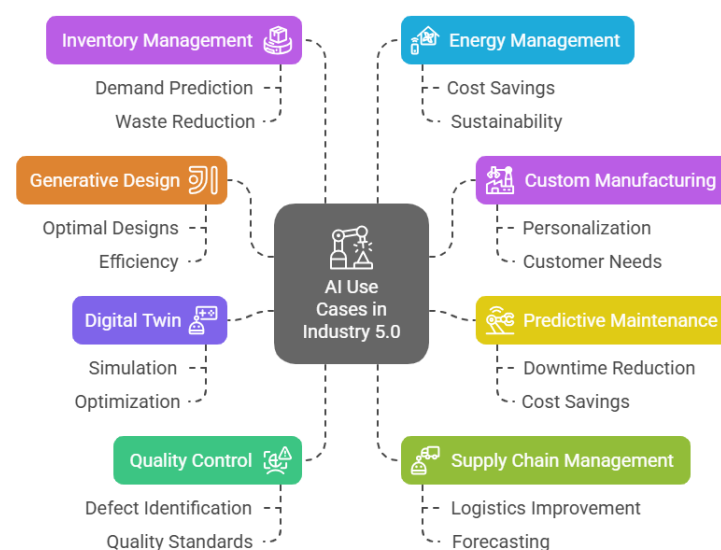 Inventory Management
Demand Prediction
Waste Reduction
Energy Management
Cost Savings
Sustainability
Generative Design
Optimal Designs
Efficiency
Custom Manufacturing
Personalization
Customer Needs
AI Use
Cases in
Industry 5.0
Digital Twin
Simulation
Optimization
Predictive Maintenance
Downtime Reduction
Cost Savings
Quality Control
Defect Identification
Quality Standards
Supply Chain Management
Logistics Improvement
Forecasting